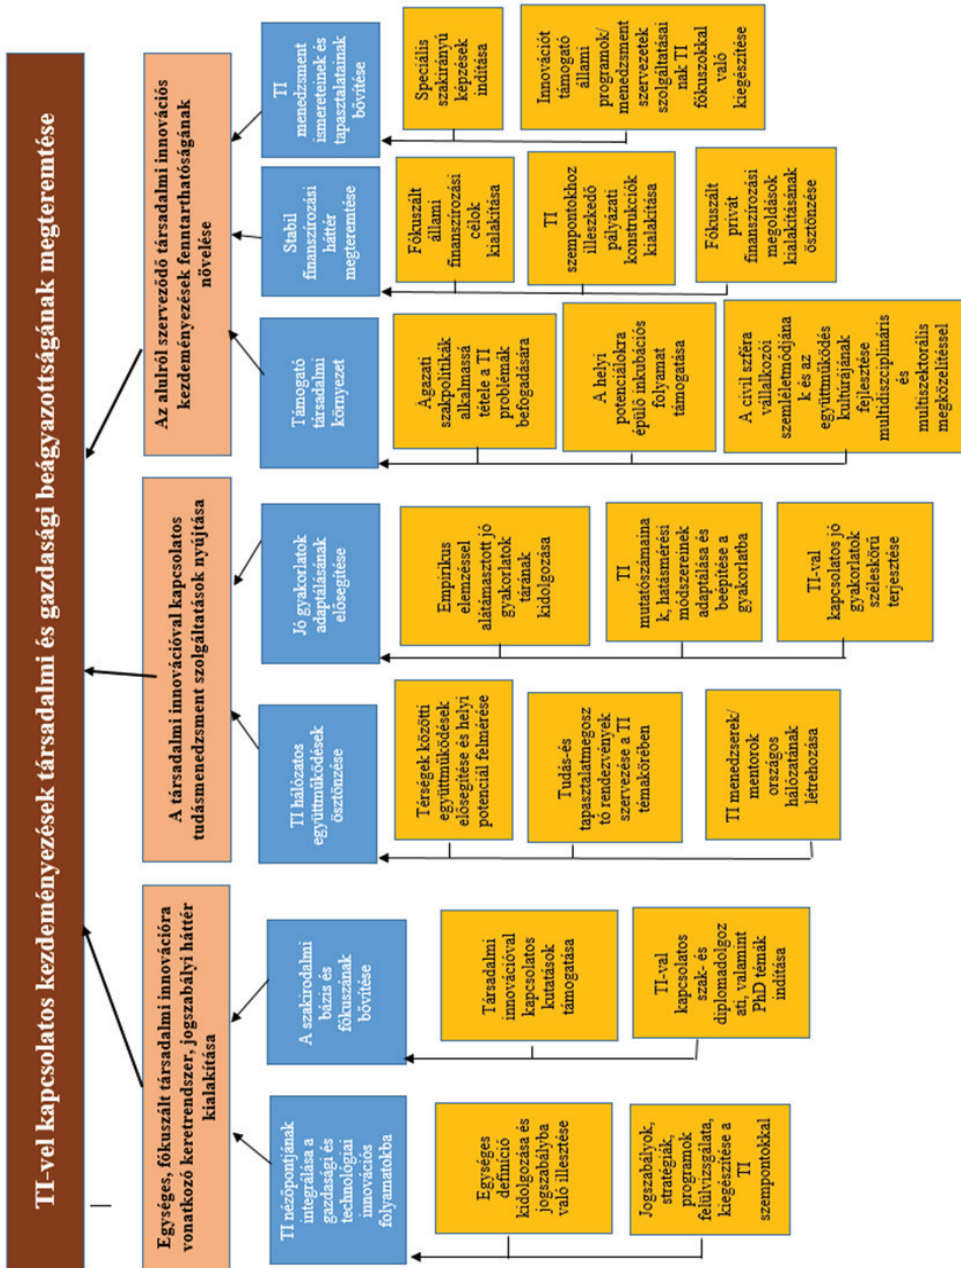 TI-vel kapcsolatos kezdeményezések társadalmi és gazdasági beágyazottságának megteremtése
Egységes, fókuszált társadalmi innovációra
vonatkozó keretrendszer, jogszabályi háttér
kialakítása
A társadalmi innovációval kapcsolatos
tudásmenedzsment szolgáltatások nyújtása
Az alulról szerveződő társadalmi innovációs
kezdeményezések fenntarthatóságának
növelése
TI nézőpontjának
integrálása a
gazdasági és
technológiai
innovációs
folyamatokba
A szakirodalmi
bázis és
fókuszának
bővítése
TI hálózatos
együttműködések
ösztönzése
Jó gyakorlatok
adaptálásának
elősegítése
Támogató
társadalmi
környezet
Stabil
finanszírozási
háttér
megteremtése
TI
menedzsment
ismereteinek és
tapasztalatainak
bővítése
Egységes
definíció
kidolgozása és
jogszabályba
való illesztése
Jogszabályok,
stratégiák,
programok
felülvizsgálata,
kiegészítése a
TI
szempontokkal
Társadalmi
innovációval
kapcsolatos
kutatások
támogatása
TI-val
kapcsolatos
szak- és
diplomadolgoz
ati, valamint
PhD témák
indítása
Térségek közötti
együttműködések
elősegítése és helyi
potenciál felmérése
Tudás-és
tapasztalatmegosz
tó rendezvények
szervezése a TI
témakörében
TI menedzserek/
mentorok
országos
hálózatának
létrehozása
Empirikus
elemzéssel
alátámasztott jó
gyakorlatok
tárának
kidolgozása
TI
mutatószámaina
k, hatásmérési
módszereinek
adaptálása és
beépítése a
gyakorlatba
TI-val
kapcsolatos jó
gyakorlatok
széleskörű
terjesztése
Ágazati
szakpolitikák
alkalmassá
tétele a TI
problémák
befogadására
A helyi
potenciálokra
épülő inkubációs
folyamat
támogatása
A civil szféra
vállalkozói
szemléletmódjána
k és az
együttműködés
kultúrájának
fejlesztése
multidiszciplináris
és
multiszektorális
megközelítéssel
Fókuszált
állami
finanszírozási
célok
kialakítása
TI
szempontokhoz
illeszkedő
pályázati
konstrukciók
kialakítása
Fókuszált
privát
finanszírozási
megoldások
kialakításának
ösztönzése
Speciális
szakirányú
képzések
indítása
Innovációt
támogató
állami
programok/
menedzsment
szervezetek
szolgáltatásai
nak TI
fókuszokkal
való
kiegészítése